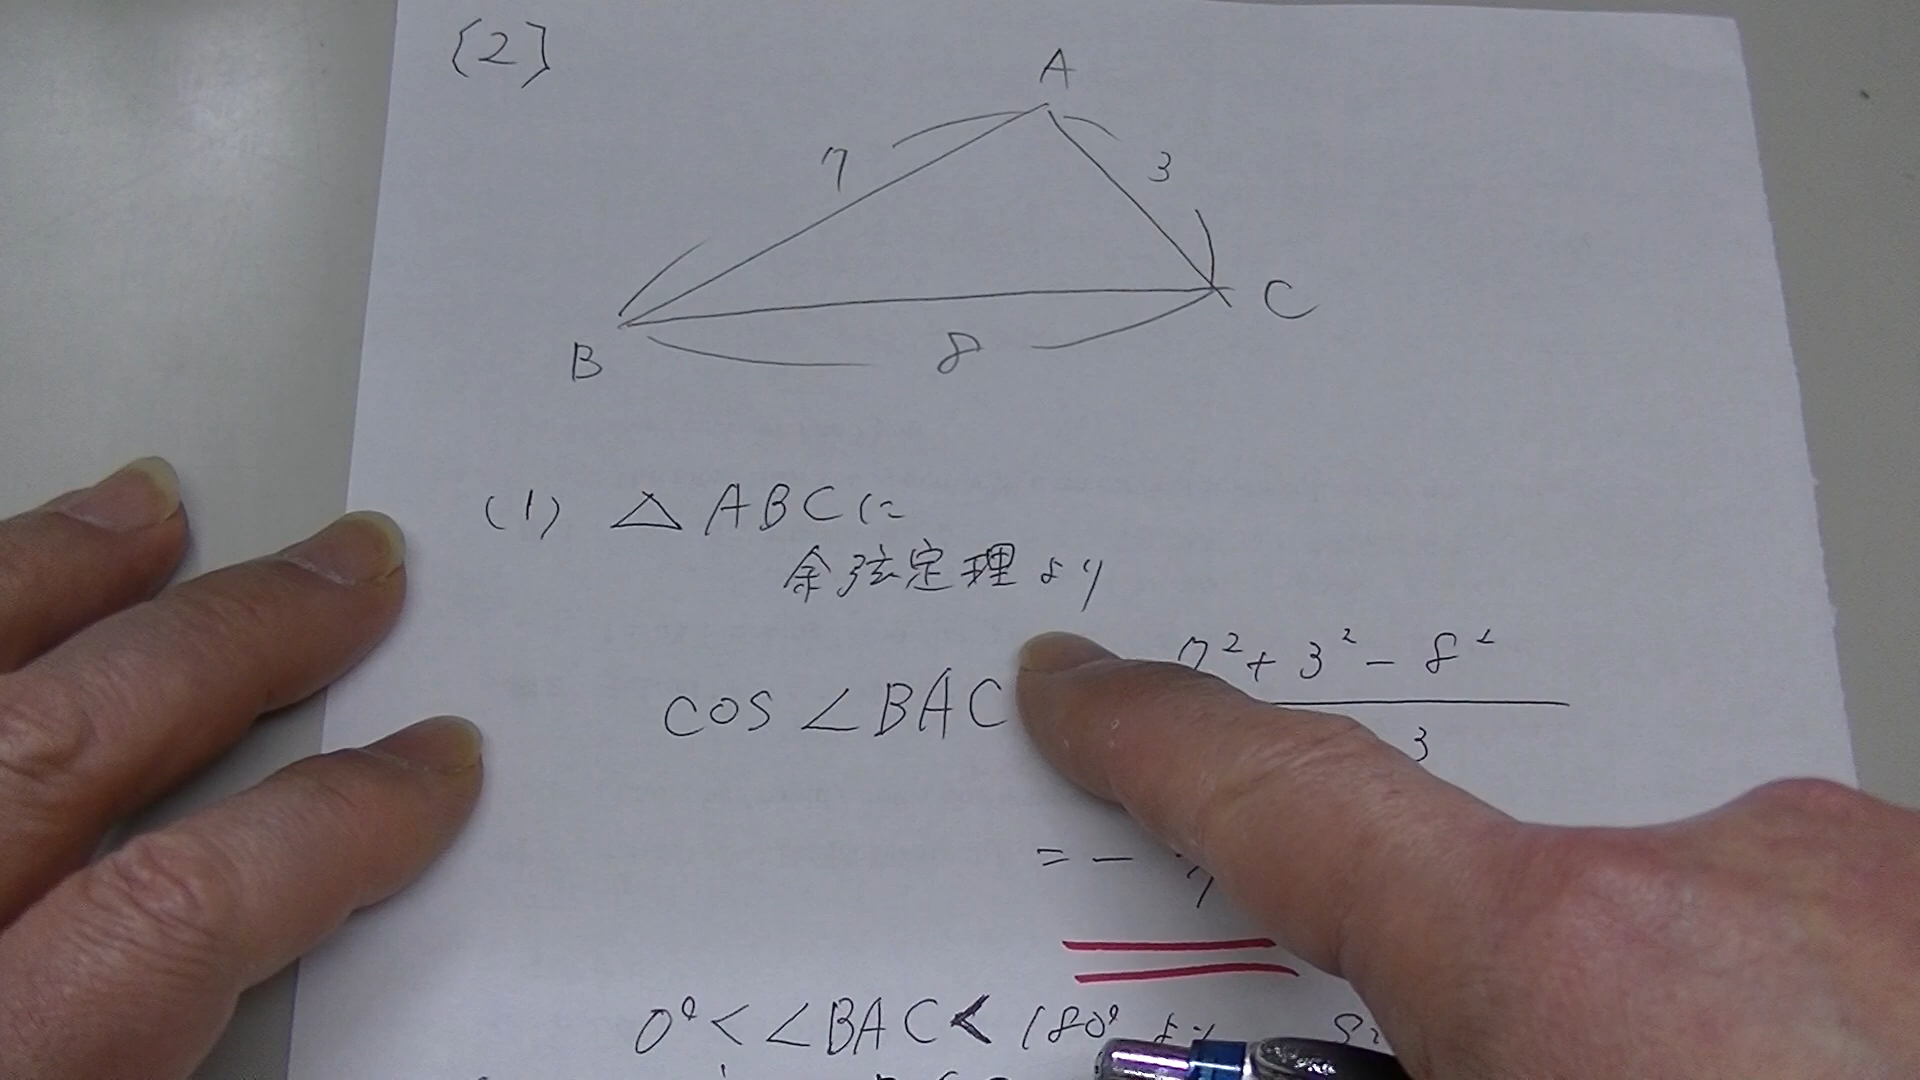 [2]
A
7
3
C
8
B
(1) △ABCに
余弦定理より
cos∠BAC 7²+3²-8²
3
= - 7
0°<∠BAC<180°より